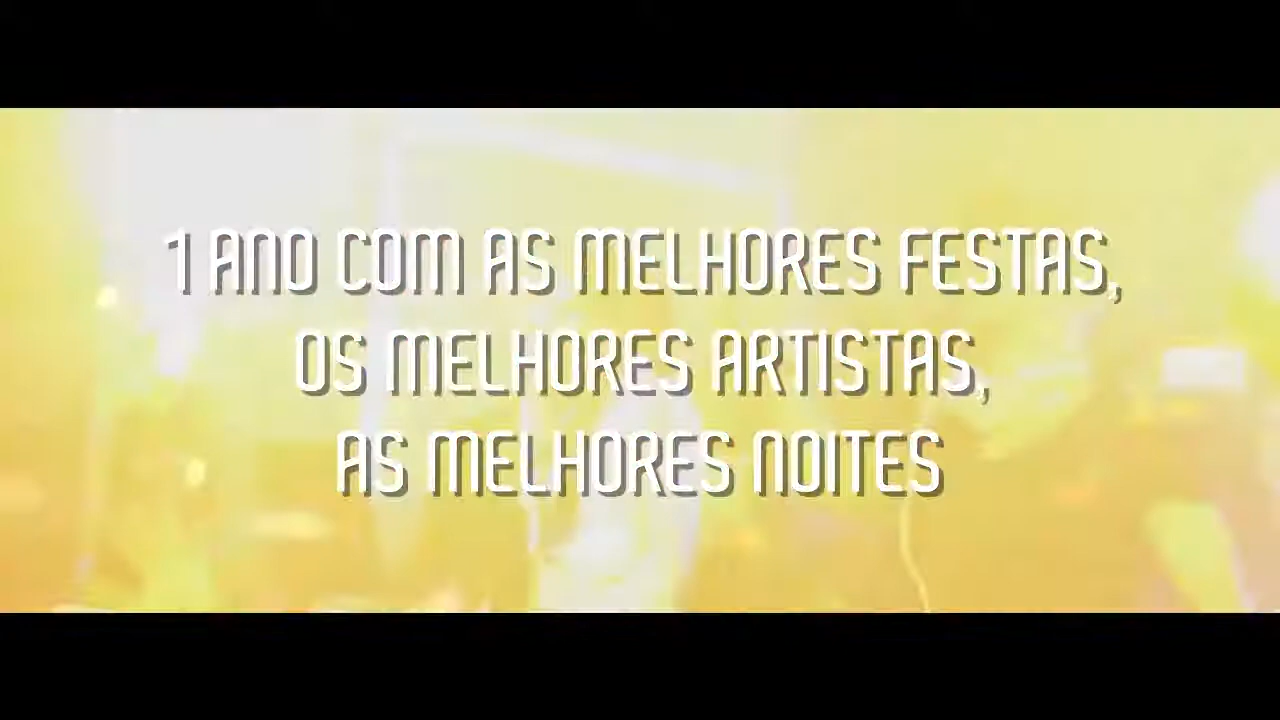 1 ANO COM AS MELHORES FESTAS,
OS MELHORES ARTISTAS,
AS MELHORES NOITES